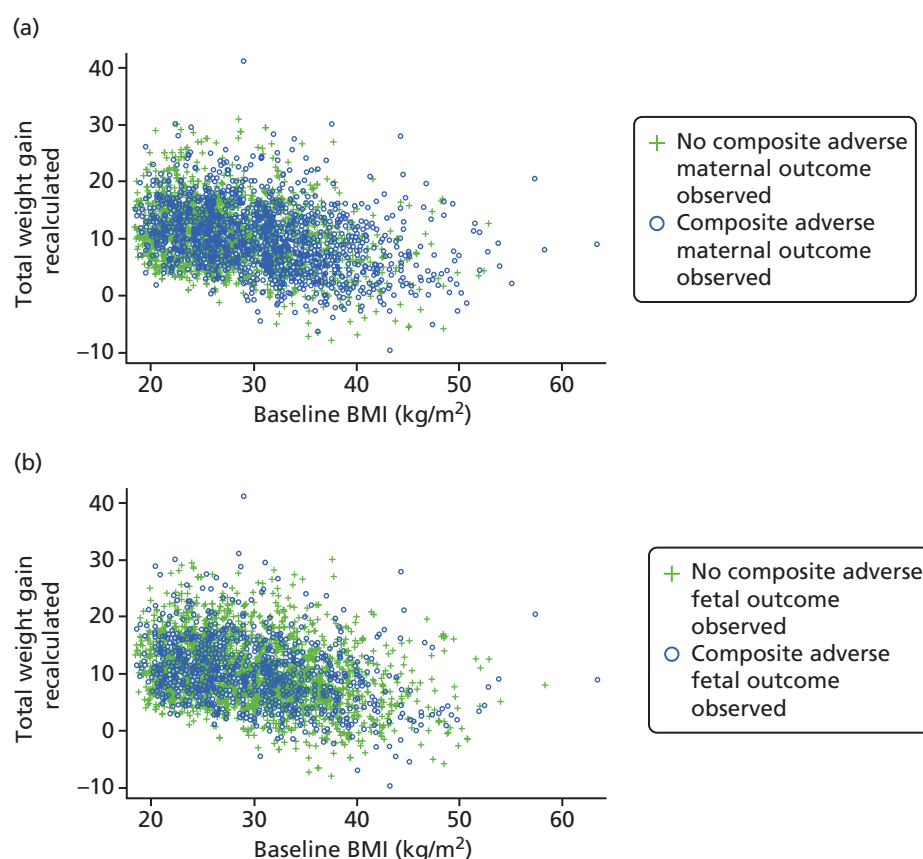 (a)
40
30
20
10
0
–10
Total weight gain
recalculated
20 30 40 50 60
Baseline BMI (kg/m²)
No composite adverse
maternal outcome
observed
Composite adverse
maternal outcome
observed
(b)
40
30
20
10
0
–10
Total weight gain
recalculated
20 30 40 50 60
Baseline BMI (kg/m²)
No composite adverse
fetal outcome
observed
Composite adverse
fetal outcome
observed